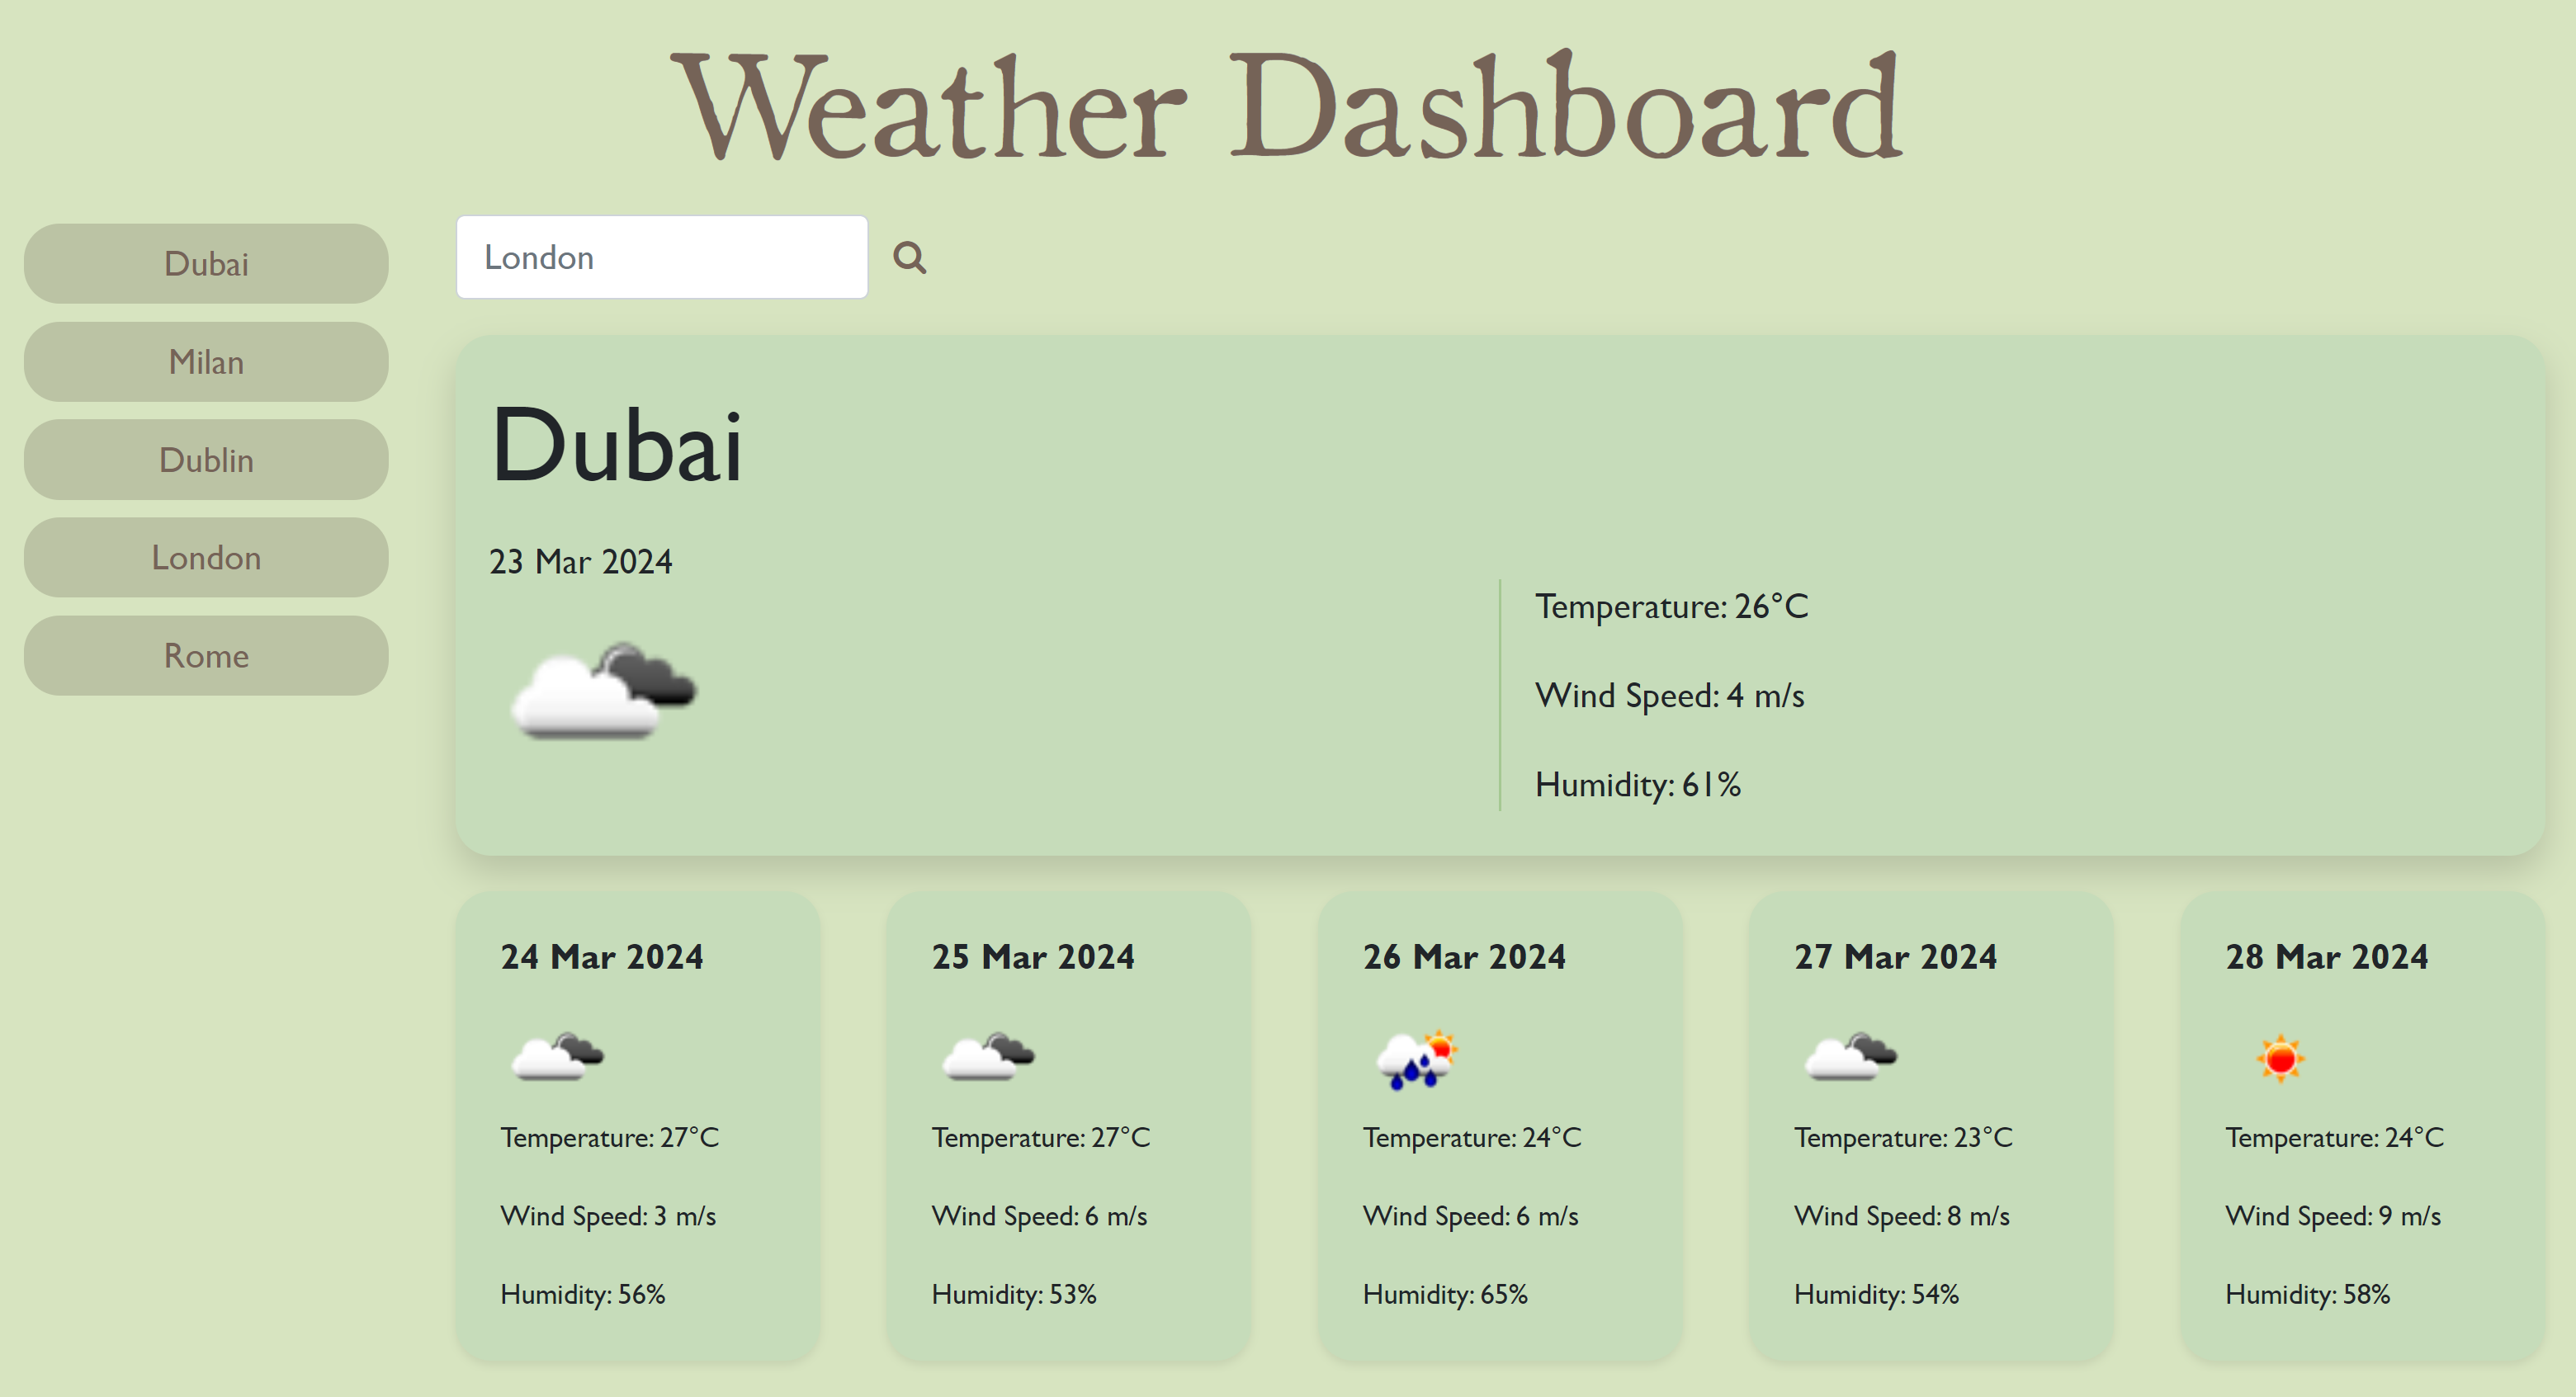 Weather Dashboard
Dubai
Milan
Dublin
London
Rome
London
Dubai
23 Mar 2024
Temperature: 26°C
Wind Speed: 4 m/s
Humidity: 61%
24 Mar 2024
Temperature: 27°C
Wind Speed: 3 m/s
Humidity: 56%
25 Mar 2024
Temperature: 27°C
Wind Speed: 6 m/s
Humidity: 53%
26 Mar 2024
Temperature: 24°C
Wind Speed: 6 m/s
Humidity: 65%
27 Mar 2024
Temperature: 23°C
Wind Speed: 8 m/s
Humidity: 54%
28 Mar 2024
Temperature: 24°C
Wind Speed: 9 m/s
Humidity: 58%